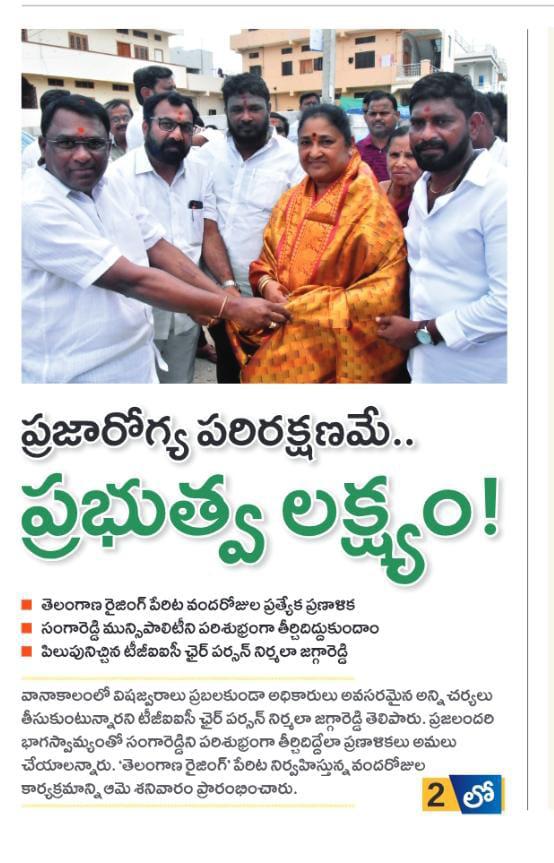 ప్రజారోగ్య పరిరక్షణమే..
ప్రభుత్వ లక్ష్యం!
తెలంగాణ రైజింగ్ పేరిట వందరోజుల ప్రత్యేక ప్రణాళిక
సంగారెడ్డి మున్సిపాలిటీని పరిశుభ్రంగా తీర్చిదిద్దుకుందాం
పిలుపునిచ్చిన టీజీఐఐసీ ఛైర్ పర్సన్ నిర్మలా జగ్గారెడ్డి
వానాకాలంలో విషజ్వరాలు ప్రబలకుండా అధికారులు అవసరమైన అన్ని చర్యలు
తీసుకుంటున్నారని టీజీఐఐసీ ఛైర్ పర్సన్ నిర్మలా జగ్గారెడ్డి తెలిపారు. ప్రజలందరి
భాగస్వామ్యంతో సంగారెడ్డిని పరిశుభ్రంగా తీర్చిదిద్దేలా ప్రణాళికలు అమలు
చేయాలన్నారు. 'తెలంగాణ రైజింగ్' పేరిట నిర్వహిస్తున్న వందరోజుల
కార్యక్రమాన్ని ఆమె శనివారం ప్రారంభించారు.
2 లో